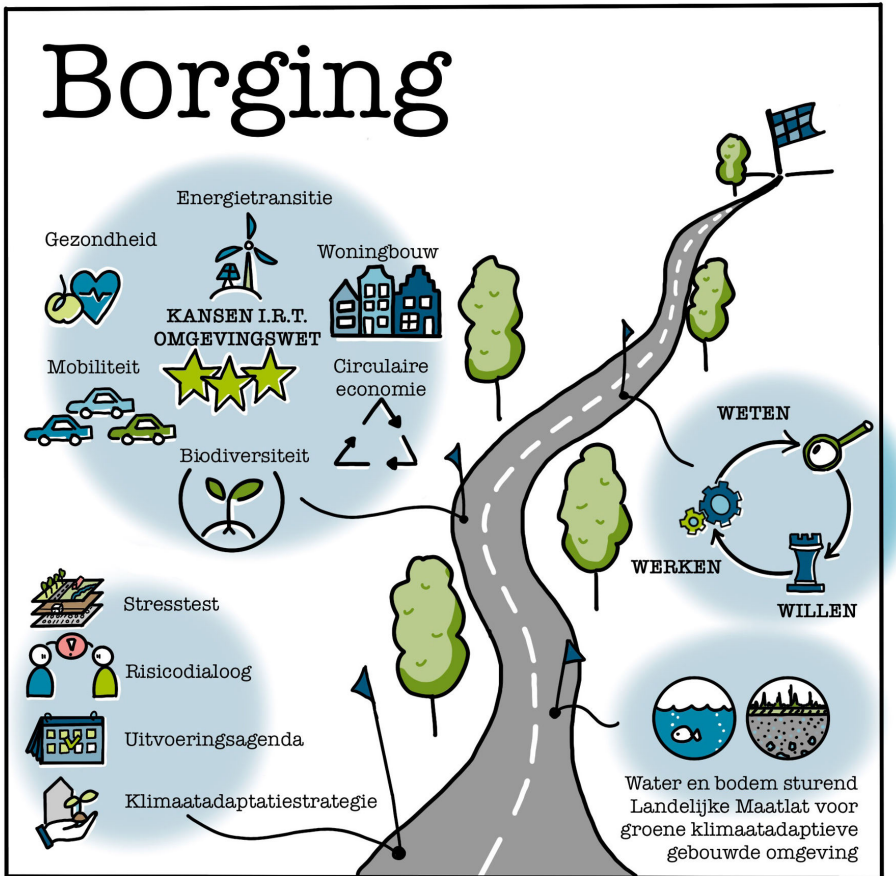 Borging
Energietransitie
Gezondheid
Woningbouw
KANSEN I.R.T.
OMGEVINGSWET
Mobiliteit
Circulaire
economie
Biodiversiteit
WETEN
WERKEN
WILLEN
Stresstest
Risicodialoog
Uitvoeringsagenda
Klimaatadaptatiestrategie
Water en bodem sturend
Landelijke Maatlat voor
groene klimaatadaptieve
gebouwde omgeving